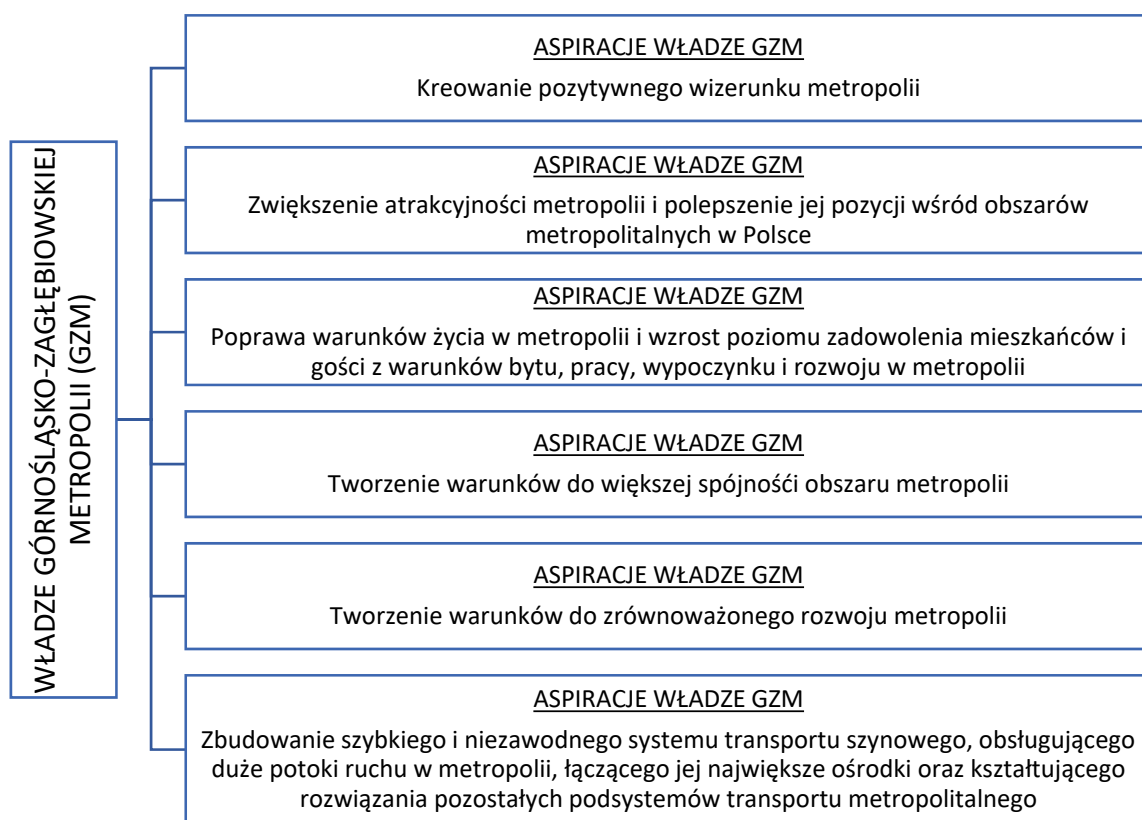 WŁADZE GÓRNOŚLĄSKO-ZAGŁĘBIOWSKIEJ
METROPOLII (GZM)
ASPIRACJE WŁADZE GZM
Kreowanie pozytywnego wizerunku metropolii
ASPIRACJE WŁADZE GZM
Zwiększenie atrakcyjności metropolii i polepszenie jej pozycji wśród obszarów
metropolitalnych w Polsce
ASPIRACJE WŁADZE GZM
Poprawa warunków życia w metropolii i wzrost poziomu zadowolenia mieszkańców i
gości z warunków bytu, pracy, wypoczynku i rozwoju w metropolii
ASPIRACJE WŁADZE GZM
Tworzenie warunków do większej spójnośći obszaru metropolii
ASPIRACJE WŁADZE GZM
Tworzenie warunków do zrównoważonego rozwoju metropolii
ASPIRACJE WŁADZE GZM
Zbudowanie szybkiego i niezawodnego systemu transportu szynowego, obsługującego
duże potoki ruchu w metropolii, łączącego jej największe ośrodki oraz kształtującego
rozwiązania pozostałych podsystemów transportu metropolitalnego